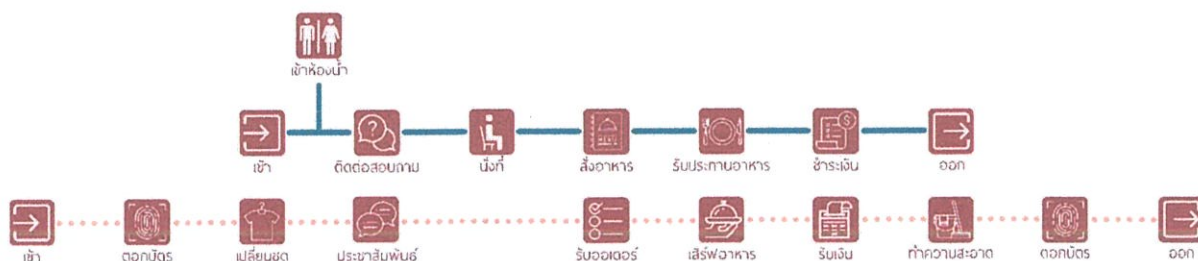 เข้าห้องน้ำ
เข้า
ติดต่อสอบถาม
นั่งที่
สั่งอาหาร
รับประทานอาหาร
ชำระเงิน
ออก
เข้า
ตอกบัตร
เปลี่ยนชุด
ประชาสัมพันธ์
รับออเดอร์
เสิร์ฟอาหาร
รับเงิน
ทำความสะอาด
ตอกบัตร
ออก